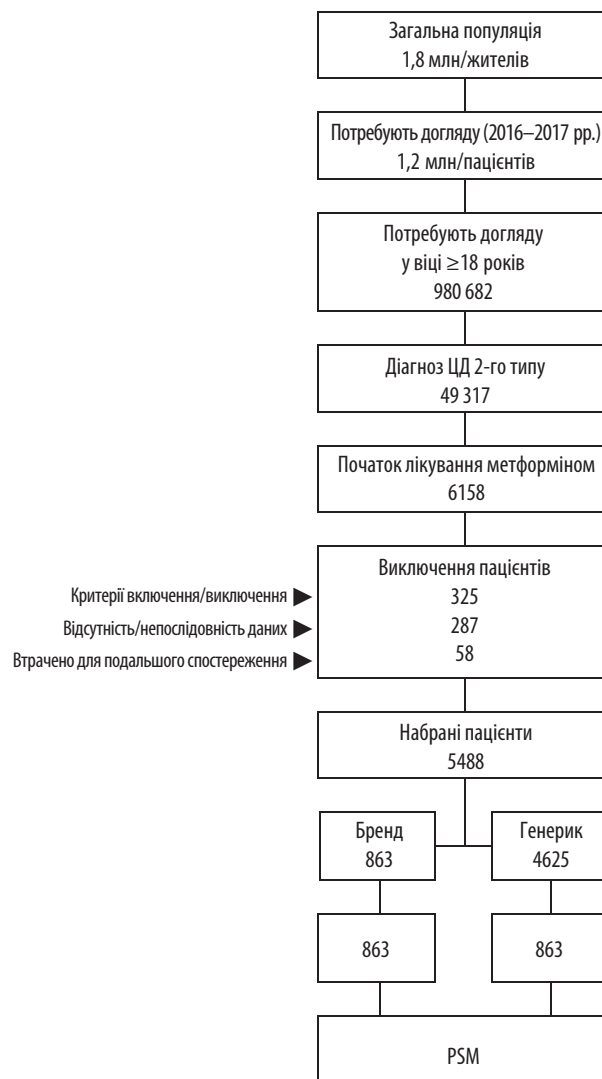 Загальна популяція
1,8 млн/жителів
Потребують догляду (2016–2017 рр.)
1,2 млн/пацієнтів
Потребують догляду
у віці ≥18 років
980 682
Діагноз ЦД 2-го типу
49 317
Початок лікування метформіном
6158
Виключення пацієнтів
Критерії включення/виключення ▶ 325
Відсутність/непослідовність даних ▶ 287
Втрачено для подальшого спостереження ▶ 58
Набрані пацієнти
5488
Бренд
863
Генерик
4625
863
863
PSM